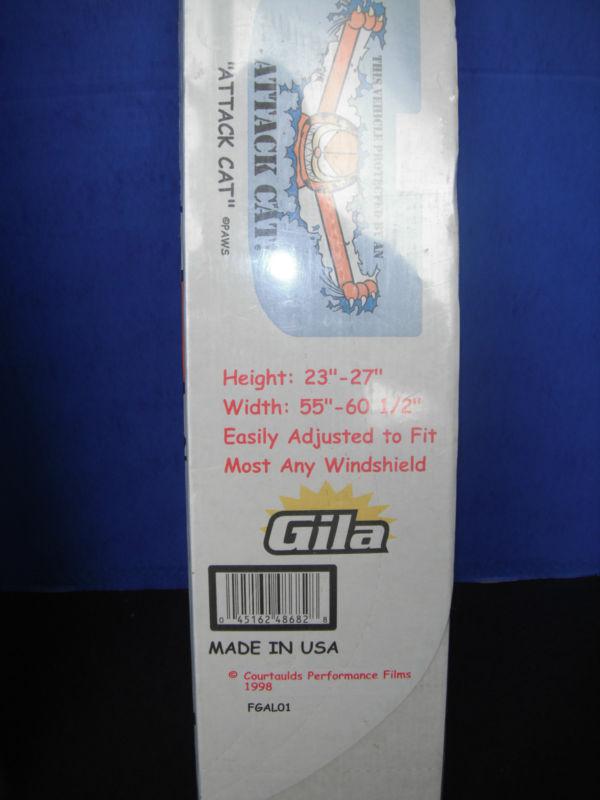 THIS VEHICLE PROTECTED BY AN
ATTACK CAT
"ATTACK CAT" ©PAWS
Height: 23"-27"
Width: 55"-60 1/2"
Easily Adjusted to Fit
Most Any Windshield
Gila
0 45162 48682 8
MADE IN USA
© Courtaulds Performance Films
1998
FGAL01